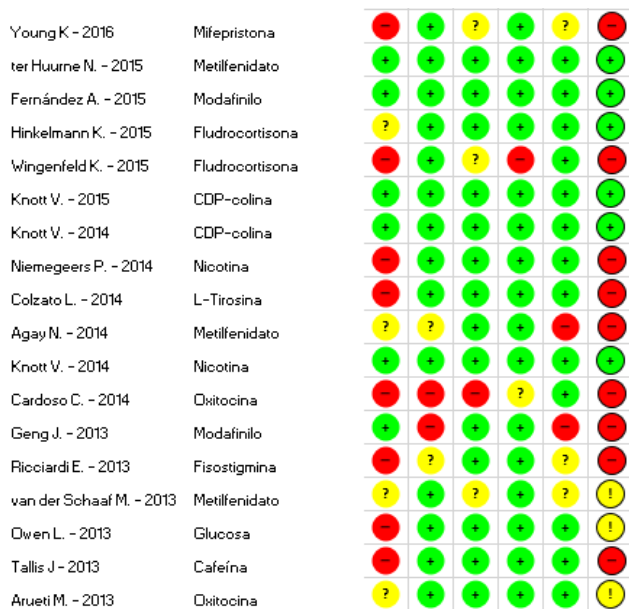 Young K - 2016 Mifepristona - + ? + ? -
ter Huurne N. - 2015 Metilfenidato + + + + + +
Fernández A. - 2015 Modafinilo + + + + + +
Hinkelmann K. - 2015 Fludrocortisona ? + + + + +
Wingenfeld K. - 2015 Fludrocortisona - + ? - + -
Knott V. - 2015 CDP-colina + + + + + +
Knott V. - 2014 CDP-colina + + + + + +
Niemegeers P. - 2014 Nicotina - + + + + -
Colzato L. - 2014 L-Tirosina - + + + + -
Agay N. - 2014 Metilfenidato ? ? + + - -
Knott V. - 2014 Nicotina + + + + + +
Cardoso C. - 2014 Oxitocina - - - ? + -
Geng J. - 2013 Modafinilo + - + + - -
Ricciardi E. - 2013 Fisostigmina - ? + + ? -
van der Schaaf M. - 2013 Metilfenidato ? + ? + ? !
Owen L. - 2013 Glucosa - + + + + !
Tallis J - 2013 Cafeína - + + + + -
Arueti M. - 2013 Oxitocina ? + + + + !